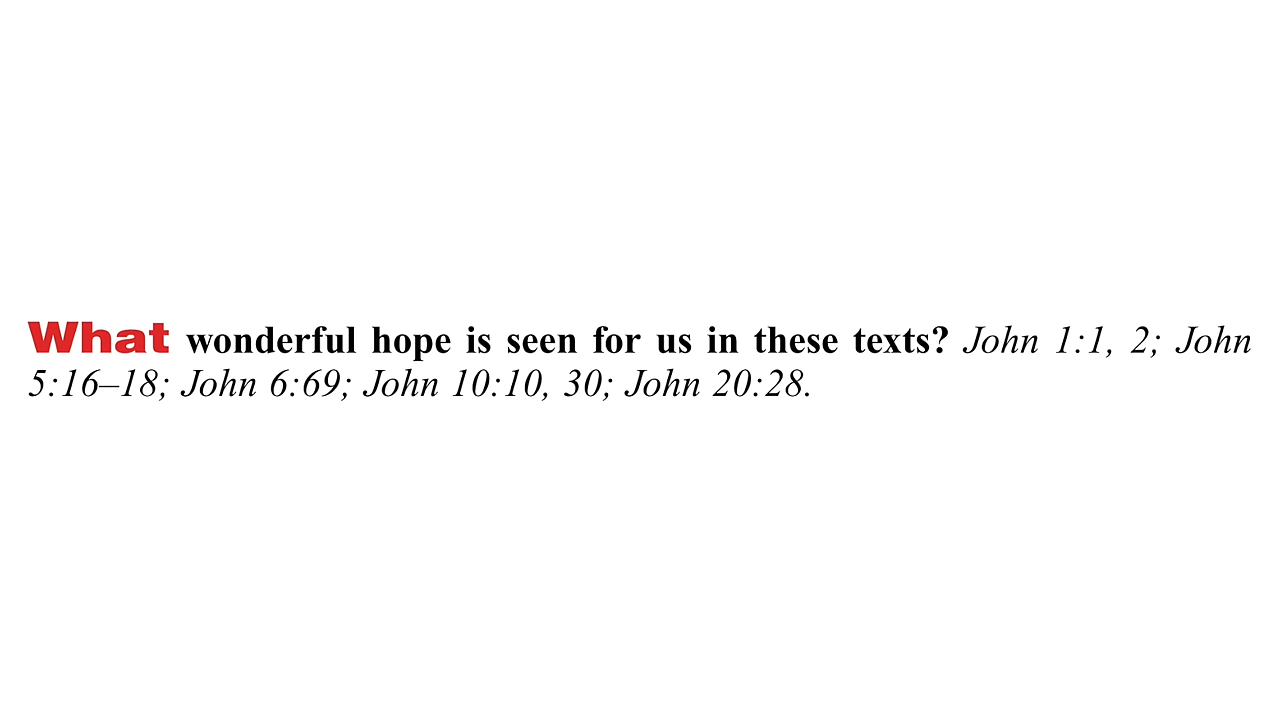 What wonderful hope is seen for us in these texts? John 1:1, 2; John
5:16–18; John 6:69; John 10:10, 30; John 20:28.